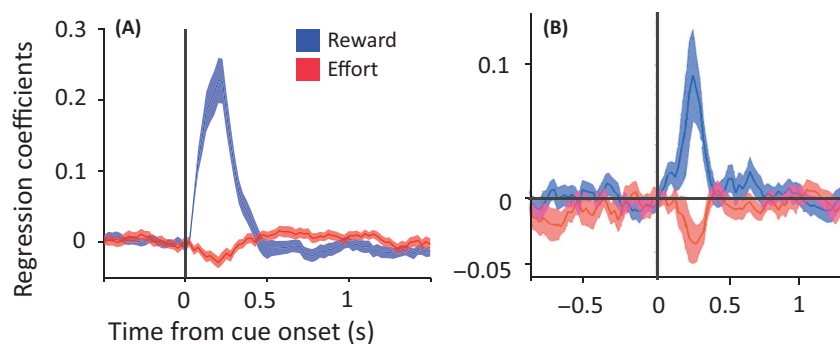 (A)
0.3
0.2
0.1
0
Regression coefficients
Reward
Effort
0
0.5
1
Time from cue onset (s)
(B)
0.1
0
−0.05
−0.5
0
0.5
1